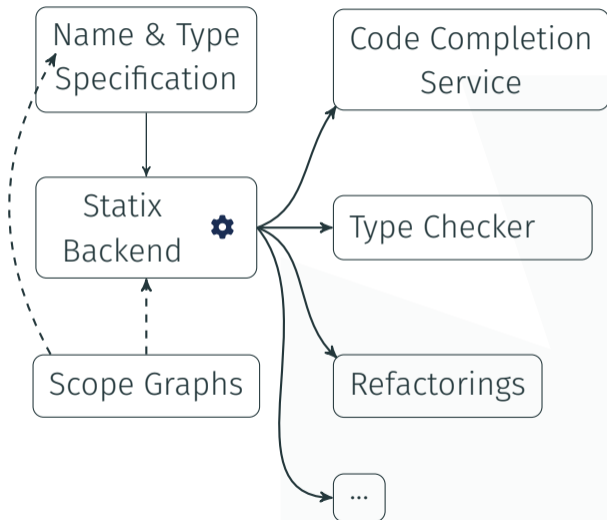 Name & Type
Specification
Code Completion
Service
Statix
Backend
Type Checker
Scope Graphs
Refactorings
...